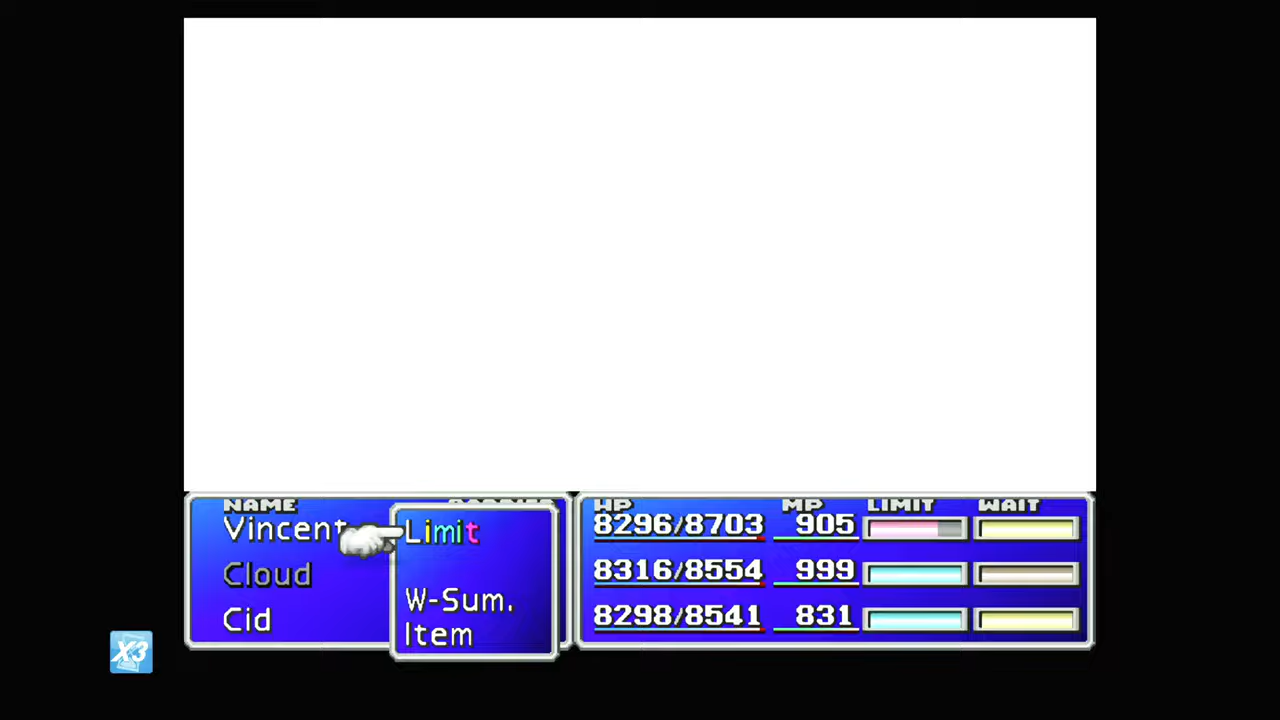 NAME HP MP LIMIT WAIT
Vincent Limit 8296/8703 905
Cloud 8316/8554 999
W-Sum.
Cid 8298/8541 831
Item
X3